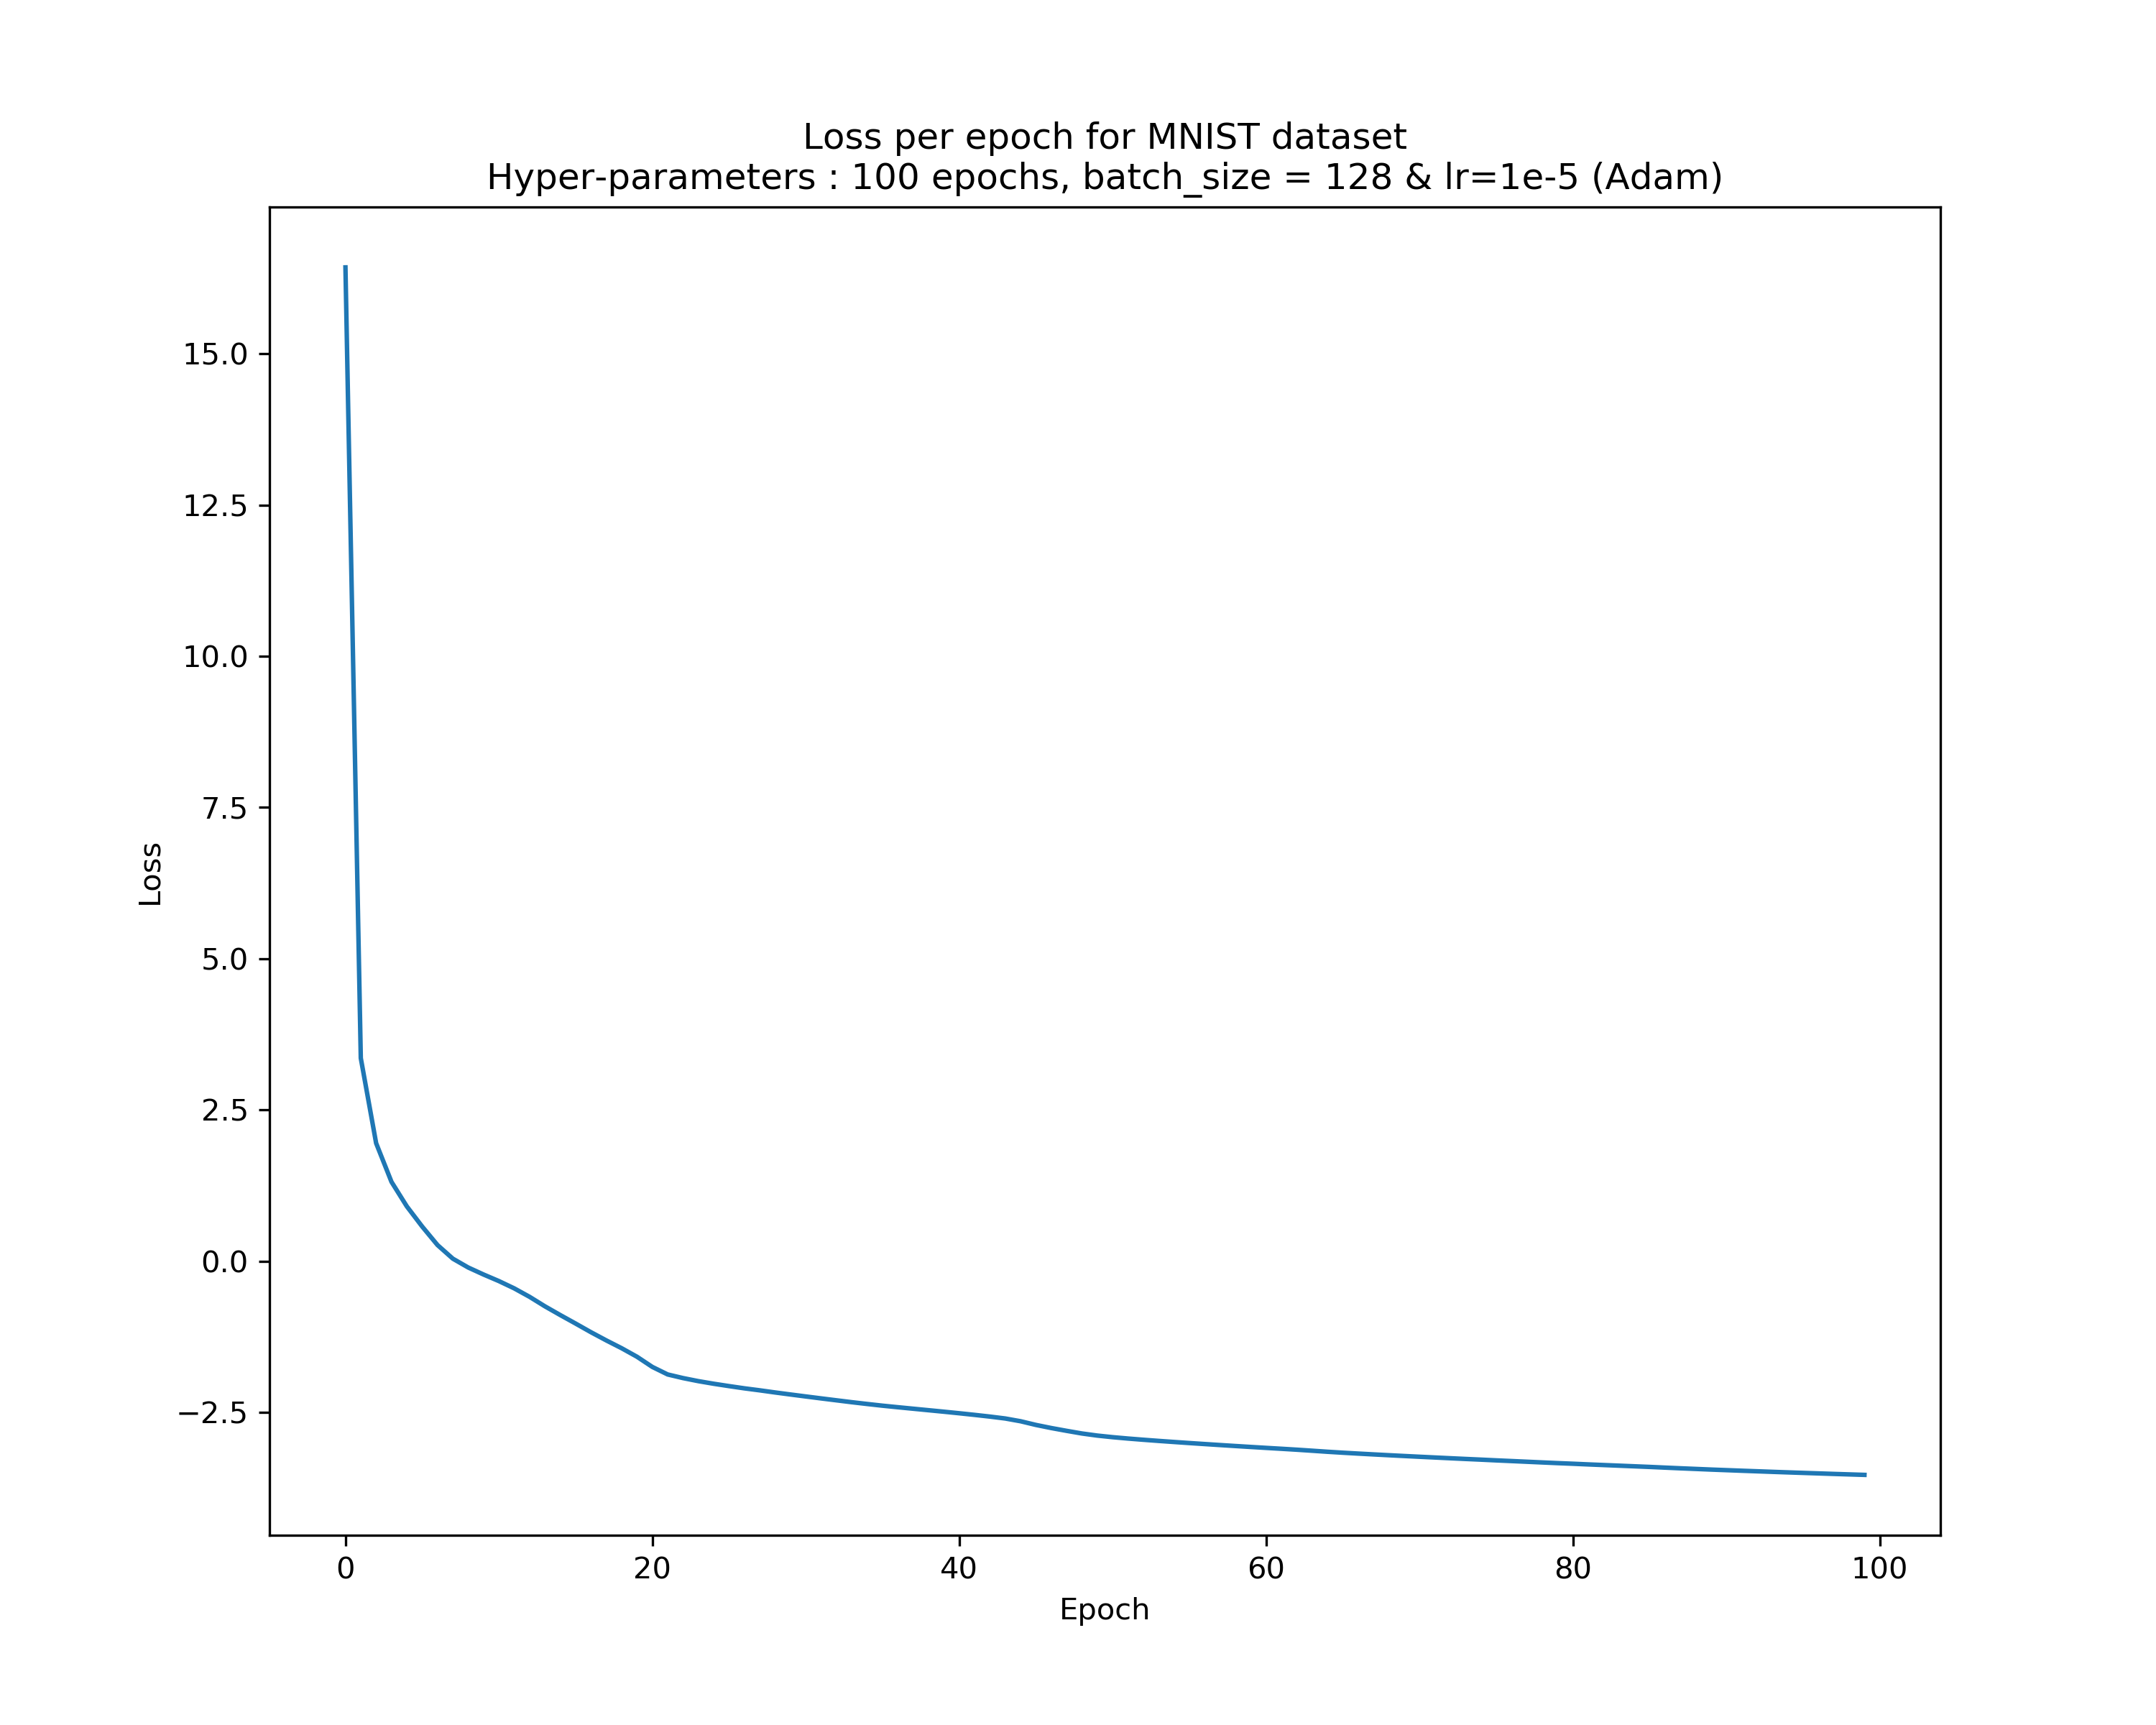 Loss per epoch for MNIST dataset
Hyper-parameters : 100 epochs, batch_size = 128 & lr=1e-5 (Adam)
15.0
12.5
10.0
7.5
5.0
2.5
0.0
−2.5
Loss
0 20 40 60 80 100
Epoch